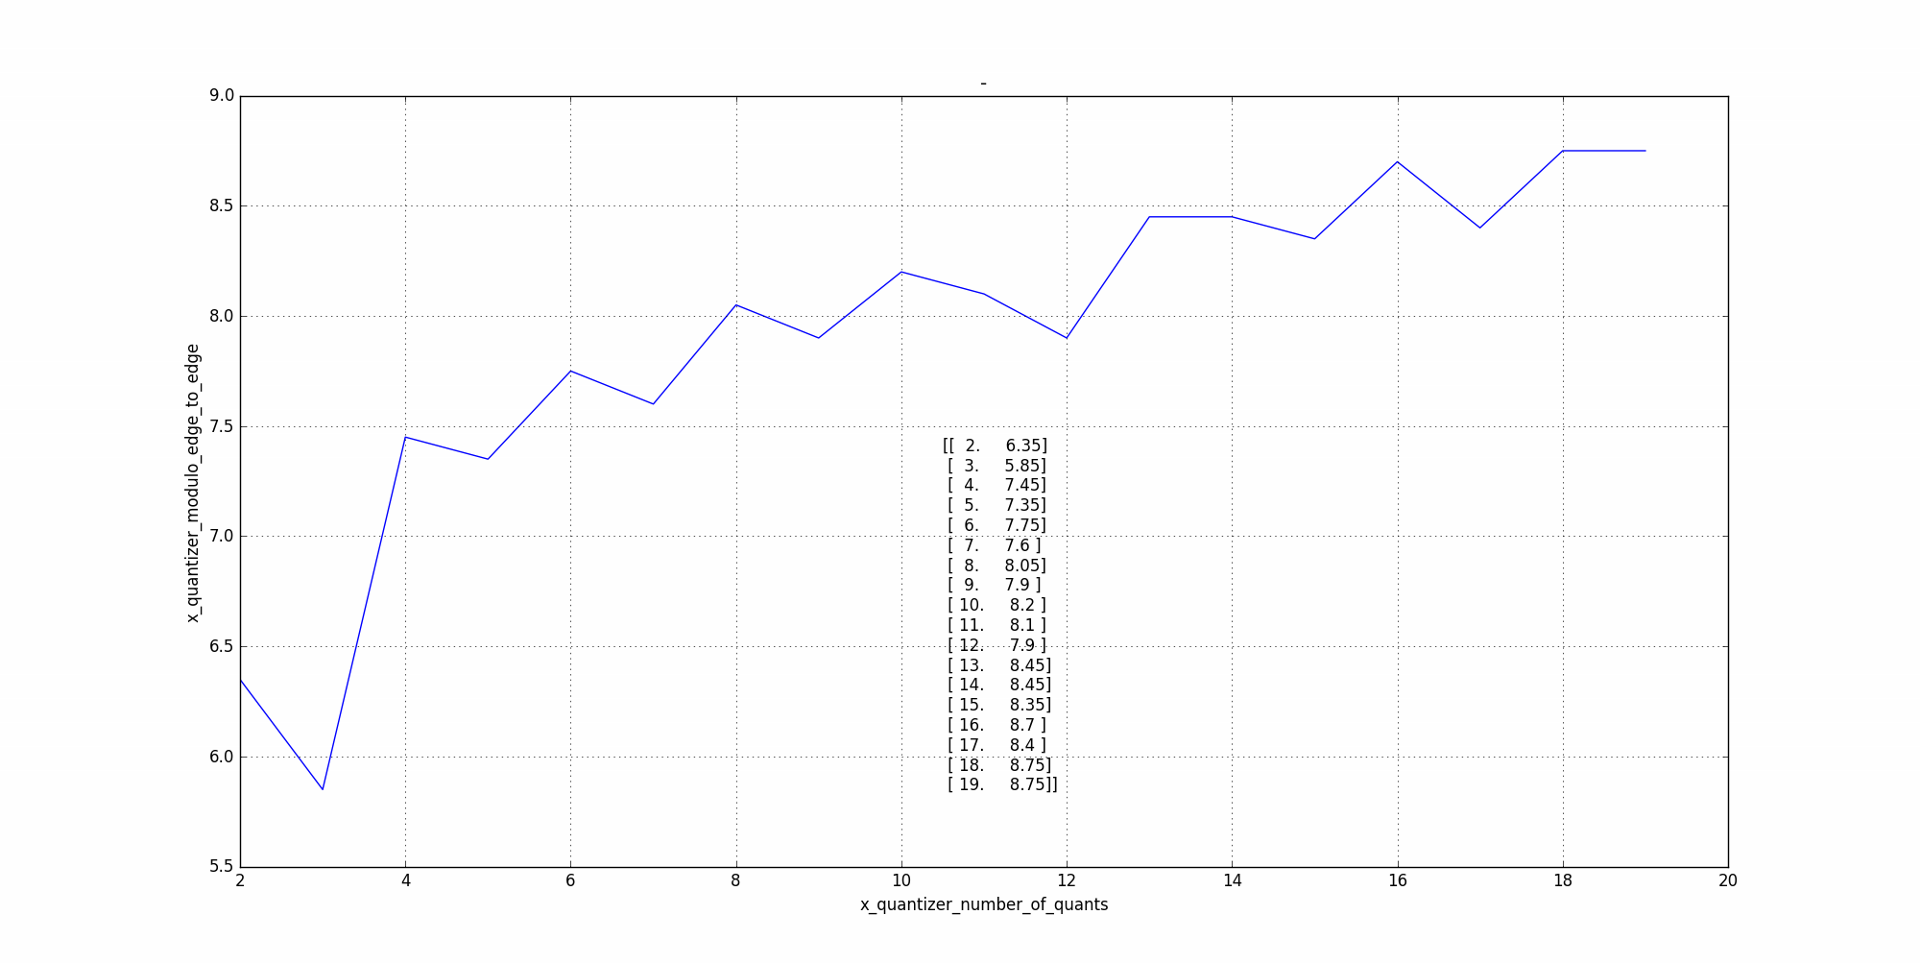 -
9.0
8.5
8.0
7.5
7.0
6.5
6.0
5.5
x_quantizer_modulo_edge_to_edge
[[ 2. 6.35]
[ 3. 5.85]
[ 4. 7.45]
[ 5. 7.35]
[ 6. 7.75]
[ 7. 7.6 ]
[ 8. 8.05]
[ 9. 7.9 ]
[ 10. 8.2 ]
[ 11. 8.1 ]
[ 12. 7.9 ]
[ 13. 8.45]
[ 14. 8.45]
[ 15. 8.35]
[ 16. 8.7 ]
[ 17. 8.4 ]
[ 18. 8.75]
[ 19. 8.75]]
2 4 6 8 10 12 14 16 18 20
x_quantizer_number_of_quants